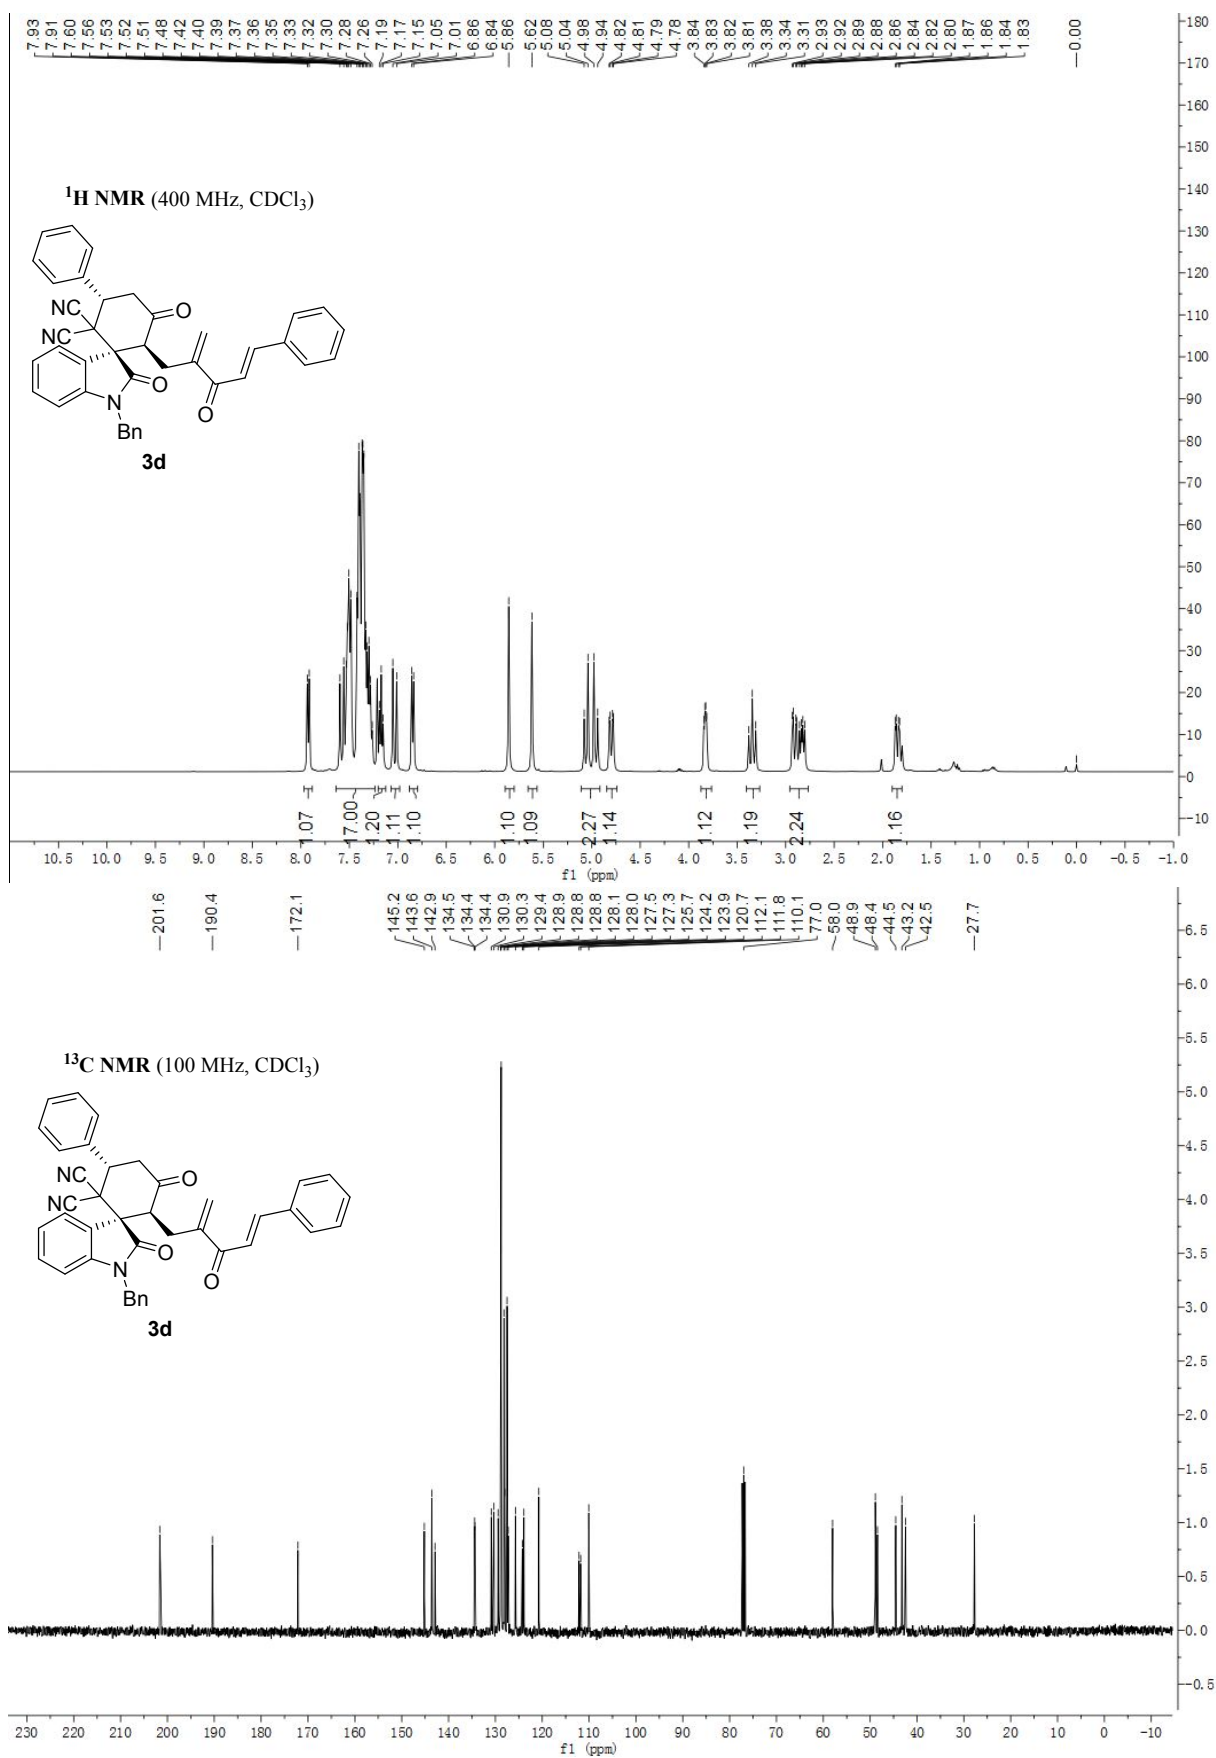 7.93 7.91 7.60 7.56 7.53 7.52 7.51 7.48 7.42 7.40 7.39 7.37 7.36 7.35 7.33 7.32 7.30 7.28 7.26 7.19 7.17 7.15 7.05 7.01 6.86 6.84 5.86 5.62 5.08 5.04 4.98 4.94 4.82 4.81 4.79 4.78 3.84 3.83 3.82 3.81 3.38 3.34 3.31 2.93 2.92 2.89 2.88 2.86 2.84 2.82 2.80 1.87 1.86 1.84 1.83 0.00
180
170
160
150
140
130
120
110
100
90
80
70
60
50
40
30
20
10
0
-10
¹H NMR (400 MHz, CDCl₃)
NC
O
NC
O
N
O
Bn
3d
1.07 17.00 1.20 1.11 1.10 1.10 1.09 2.27 1.14 1.12 1.19 2.24 1.16
10.5 10.0 9.5 9.0 8.5 8.0 7.5 7.0 6.5 6.0 5.5 5.0 4.5 4.0 3.5 3.0 2.5 2.0 1.5 1.0 0.5 0.0 -0.5 -1.0
f1 (ppm)
201.6 190.4 172.1 145.2 143.6 142.9 134.5 134.4 134.4 130.9 130.3 129.4 128.9 128.8 128.8 128.1 128.0 127.5 127.3 125.7 124.2 123.9 120.7 112.1 111.8 110.1 77.0 58.0 48.9 48.4 44.5 43.2 42.5 27.7
6.5
6.0
5.5
5.0
4.5
4.0
3.5
3.0
2.5
2.0
1.5
1.0
0.5
0.0
-0.5
¹³C NMR (100 MHz, CDCl₃)
NC
O
NC
O
N
O
Bn
3d
230 220 210 200 190 180 170 160 150 140 130 120 110 100 90 80 70 60 50 40 30 20 10 0 -10
f1 (ppm)